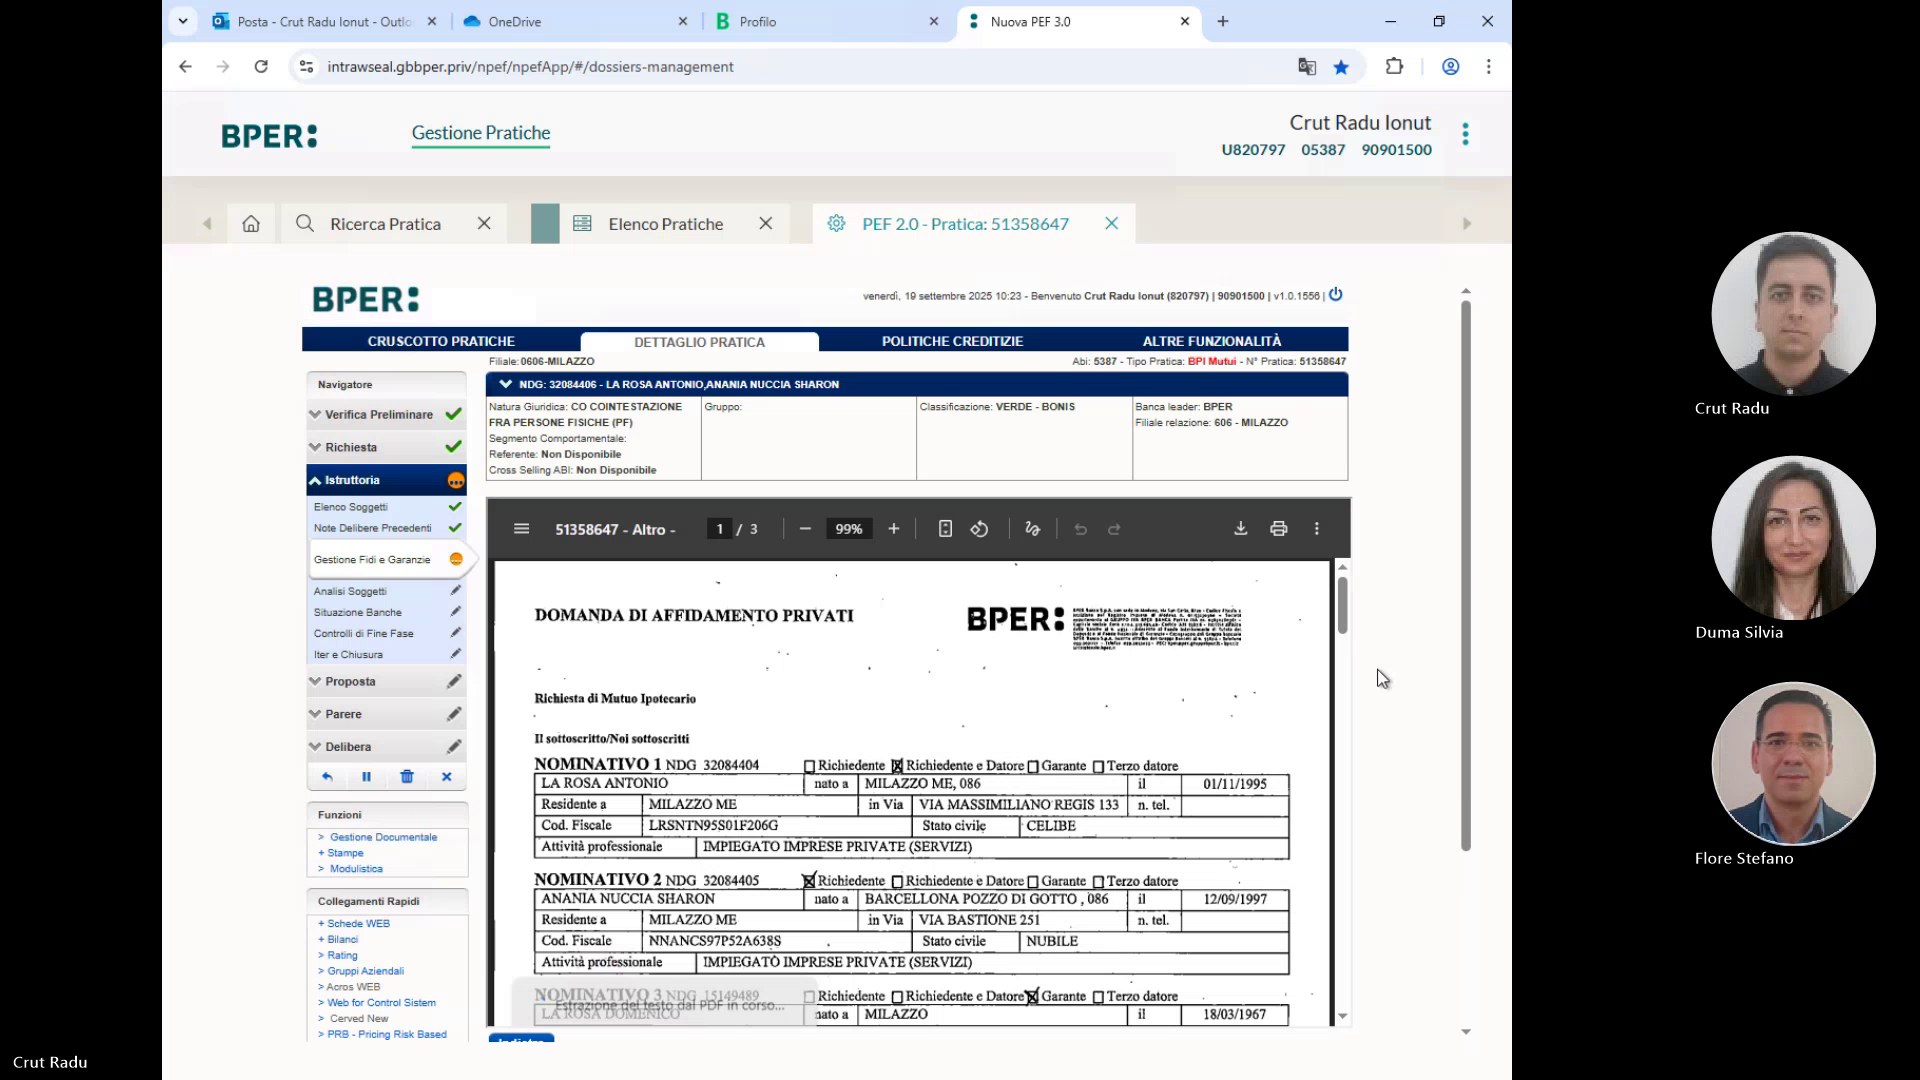 Posta - Crut Radu Ionut - Outlo
OneDrive
Profilo
Nuova PEF 3.0
intrawseal.gbbper.priv/npef/npefApp/#/dossiers-management
BPER:
Gestione Pratiche
Crut Radu Ionut
U820797 05387 90901500
Ricerca Pratica
Elenco Pratiche
PEF 2.0 - Pratica: 51358647
BPER:
venerdì, 19 settembre 2025 10:23 - Benvenuto Crut Radu Ionut (820797) | 90901500 | v1.0.1556 |
CRUSCOTTO PRATICHE
DETTAGLIO PRATICA
POLITICHE CREDITIZIE
ALTRE FUNZIONALITÀ
Filiale: 0606-MILAZZO
Abi: 5387 - Tipo Pratica: BPI Mutui - N° Pratica: 51358647
Navigatore
Verifica Preliminare
Richiesta
Istruttoria
Elenco Soggetti
Note Delibere Precedenti
Gestione Fidi e Garanzie
Analisi Soggetti
Situazione Banche
Controlli di Fine Fase
Iter e Chiusura
Proposta
Parere
Delibera
Funzioni
> Gestione Documentale
+ Stampe
> Modulistica
Collegamenti Rapidi
+ Schede WEB
+ Bilanci
+ Rating
> Gruppi Aziendali
> Acros WEB
> Web for Control Sistem
> Cerved New
> PRB - Pricing Risk Based
NDG: 32084406 - LA ROSA ANTONIO,ANANIA NUCCIA SHARON
Natura Giuridica: CO COINTESTAZIONE
FRA PERSONE FISICHE (PF)
Segmento Comportamentale:
Referente: Non Disponibile
Cross Selling ABI: Non Disponibile
Gruppo:
Classificazione: VERDE - BONIS
Banca leader: BPER
Filiale relazione: 606 - MILAZZO
51358647 - Altro -
1 / 3
99%
DOMANDA DI AFFIDAMENTO PRIVATI
BPER:
Richiesta di Mutuo Ipotecario
Il sottoscritto/Noi sottoscritti
NOMINATIVO 1 NDG 32084404 Richiedente Richiedente e Datore Garante Terzo datore
LA ROSA ANTONIO nato a MILAZZO ME, 086 il 01/11/1995
Residente a MILAZZO ME in Via VIA MASSIMILIANO REGIS 133 n. tel.
Cod. Fiscale LRSNTN95S01F206G Stato civile CELIBE
Attività professionale IMPIEGATO IMPRESE PRIVATE (SERVIZI)
NOMINATIVO 2 NDG 32084405 Richiedente Richiedente e Datore Garante Terzo datore
ANANIA NUCCIA SHARON nato a BARCELLONA POZZO DI GOTTO , 086 il 12/09/1997
Residente a MILAZZO ME in Via VIA BASTIONE 251 n. tel.
Cod. Fiscale NNANCS97P52A638S Stato civile NUBILE
Attività professionale IMPIEGATO IMPRESE PRIVATE (SERVIZI)
NOMINATIVO 3 NDG 15149489 Richiedente Richiedente e Datore Garante Terzo datore
Estrazione del testo dal PDF in corso...
LA ROSA DOMENICO nato a MILAZZO il 18/03/1967
Indietro
Crut Radu
Duma Silvia
Flore Stefano
Crut Radu